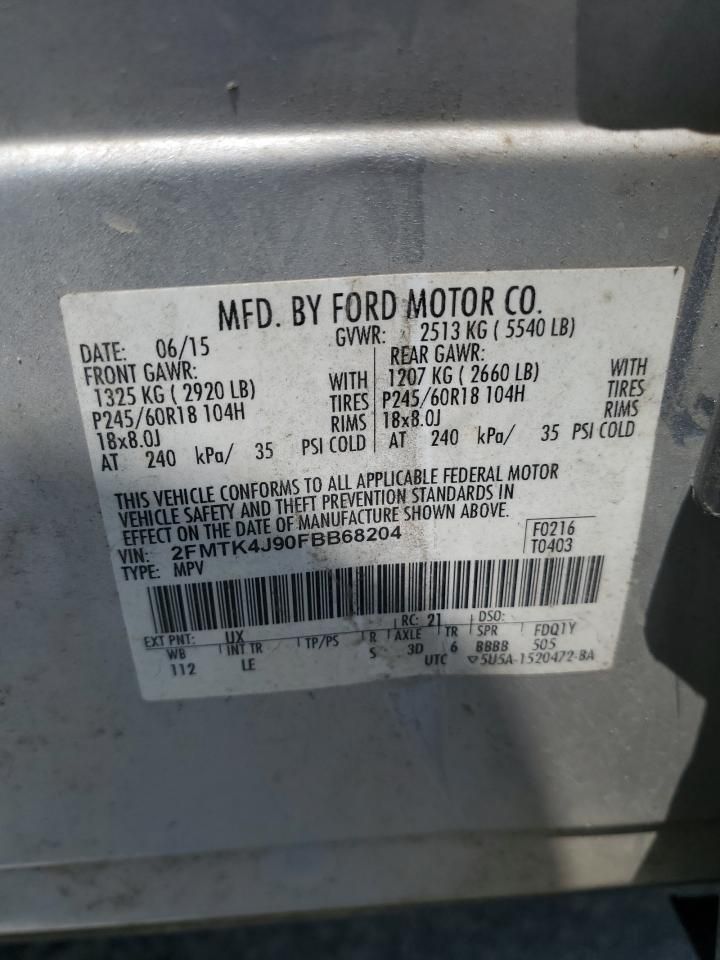 MFD. BY FORD MOTOR CO.
DATE: 06/15 GVWR: 2513 KG ( 5540 LB)
FRONT GAWR: REAR GAWR:
1325 KG ( 2920 LB) WITH 1207 KG ( 2660 LB) WITH
P245/60R18 104H TIRES P245/60R18 104H TIRES
18x8.0J RIMS 18x8.0J RIMS
AT 240 kPa/ 35 PSI COLD AT 240 kPa/ 35 PSI COLD
THIS VEHICLE CONFORMS TO ALL APPLICABLE FEDERAL MOTOR
VEHICLE SAFETY AND THEFT PREVENTION STANDARDS IN
EFFECT ON THE DATE OF MANUFACTURE SHOWN ABOVE.
VIN: 2FMTK4J90FBB68204 F0216
TYPE: MPV T0403
EXT PNT: UX RC: 21 DSO:
WB INT TR TP/PS R AXLE TR SPR FDQ1Y
112 LE S 3D 6 BBBB 505
UTC ▽5U5A-1520472-BA